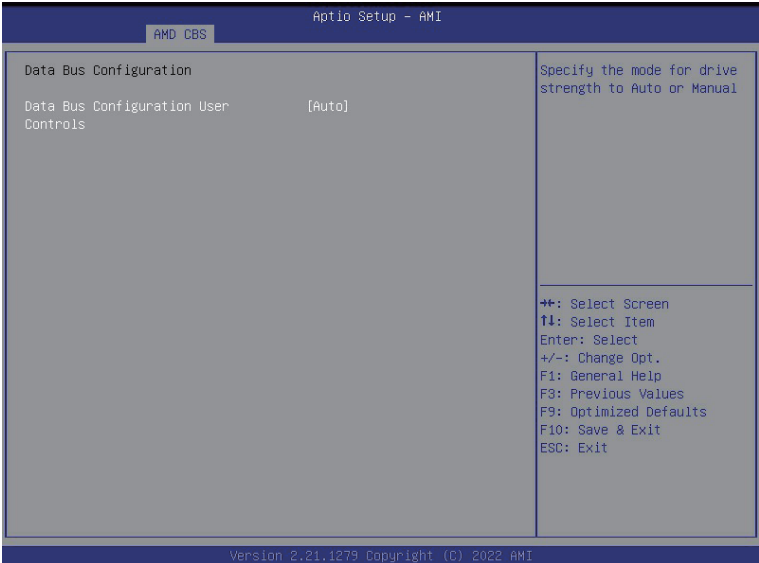 Aptio Setup – AMI
AMD CBS
Data Bus Configuration
Data Bus Configuration User [Auto]
Controls
Specify the mode for drive
strength to Auto or Manual
→←: Select Screen
↑↓: Select Item
Enter: Select
+/-: Change Opt.
F1: General Help
F3: Previous Values
F9: Optimized Defaults
F10: Save & Exit
ESC: Exit
Version 2.21.1279 Copyright (C) 2022 AMI